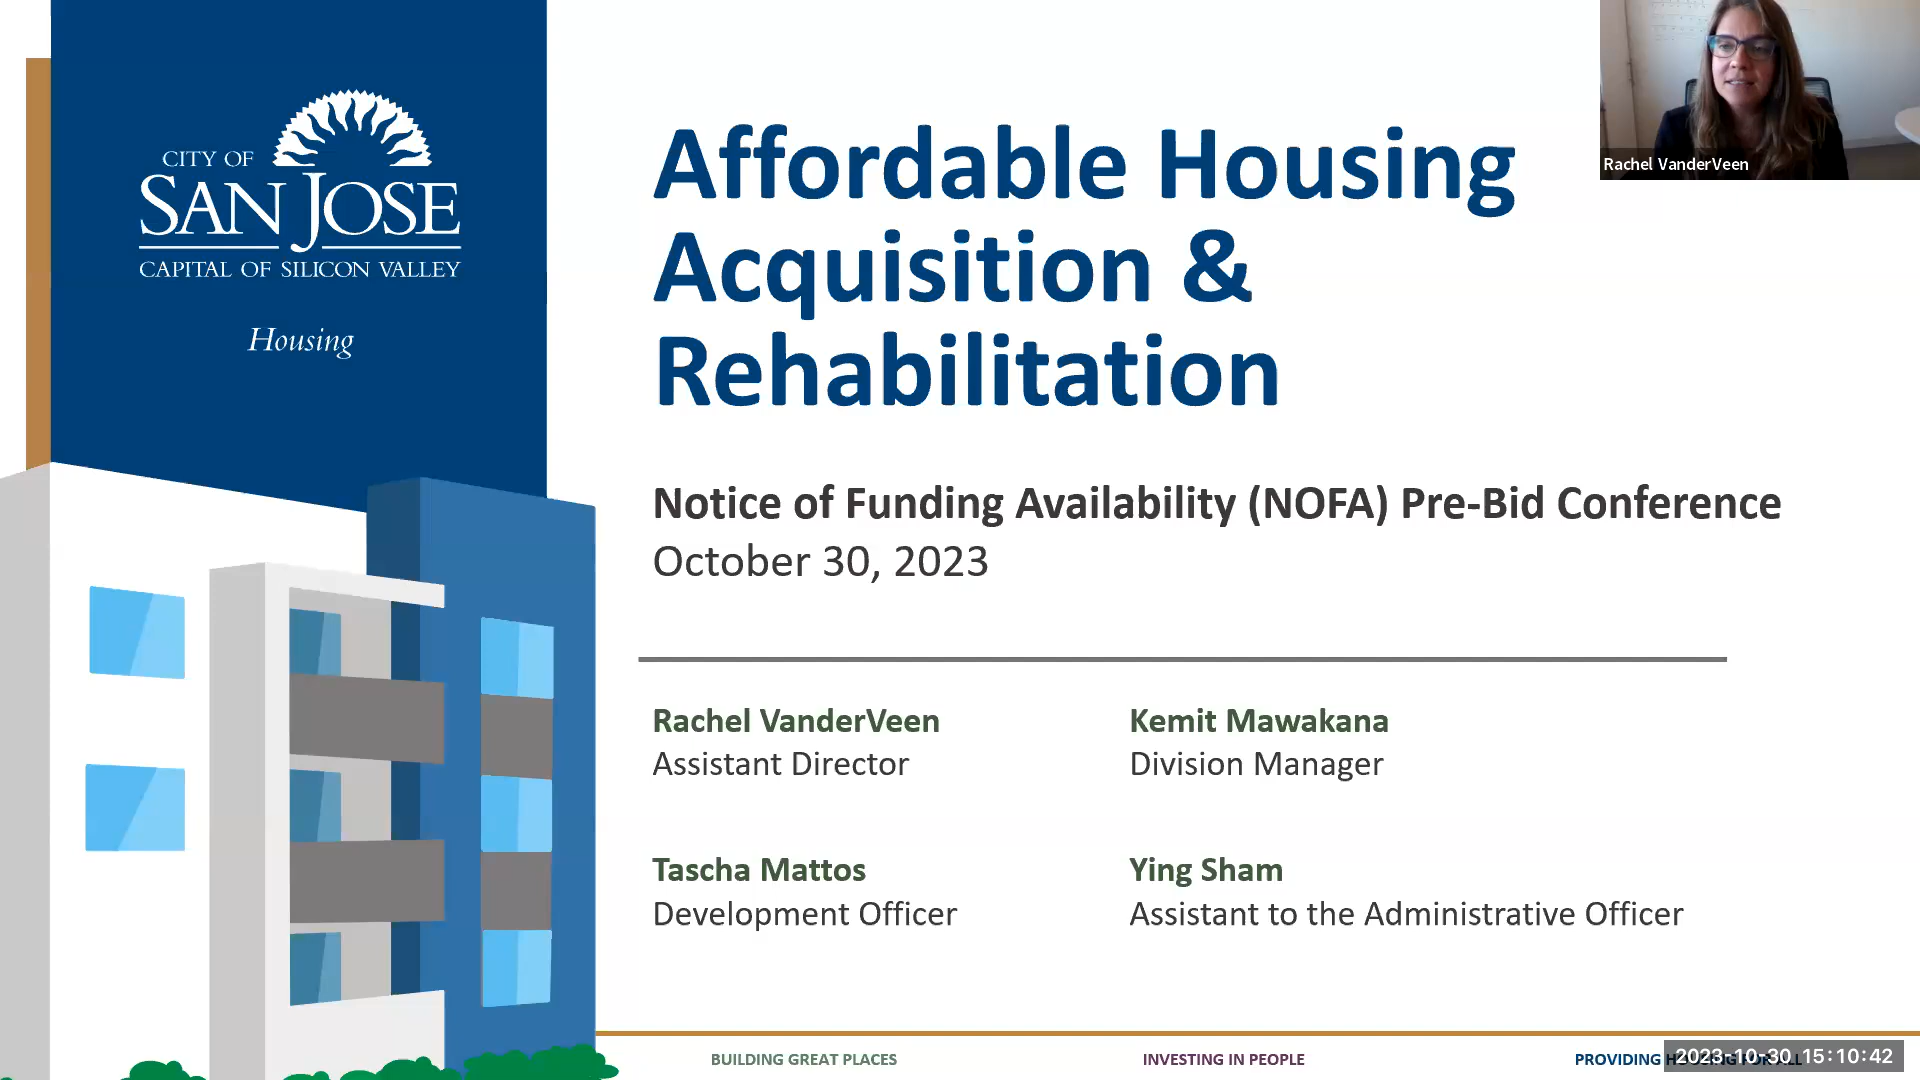 CITY OF
SAN JOSE
CAPITAL OF SILICON VALLEY
Housing
Affordable Housing
Acquisition &
Rehabilitation
Notice of Funding Availability (NOFA) Pre-Bid Conference
October 30, 2023
Rachel VanderVeen
Assistant Director
Kemit Mawakana
Division Manager
Tascha Mattos
Development Officer
Ying Sham
Assistant to the Administrative Officer
BUILDING GREAT PLACES
INVESTING IN PEOPLE
PROVIDING HOUSING FOR ALL
2023-10-30 15:10:42
Rachel VanderVeen